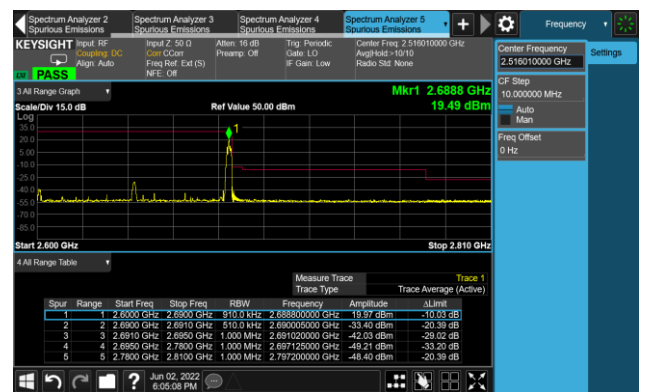 Spectrum Analyzer 2 Spectrum Analyzer 3 Spectrum Analyzer 4 Spectrum Analyzer 5 + Frequency
Spurious Emissions Spurious Emissions Spurious Emissions Spurious Emissions
KEYSIGHT Input: RF Input Z: 50 Ω Atten: 16 dB Trig: Periodic Center Freq: 2.516010000 GHz
Coupling: DC Corr CCorr Preamp: Off Gate: LO Avg|Hold:>10/10
Align: Auto Freq Ref: Ext (S) IF Gain: Low Radio Std: None
PASS NFE: Off
Center Frequency
2.516010000 GHz
Settings
CF Step
10.000000 MHz
Auto
Man
Freq Offset
0 Hz
3 All Range Graph Mkr1 2.6888 GHz
Scale/Div 15.0 dB Ref Value 50.00 dBm 19.49 dBm
Log
35.0
20.0
5.00
-10.0
-25.0
-40.0
-55.0
-70.0
-85.0
1
Start 2.600 GHz Stop 2.810 GHz
4 All Range Table
Measure Trace Trace 1
Trace Type Trace Average (Active)
Spur Range Start Freq Stop Freq RBW Frequency Amplitude ΔLimit
1 1 2.6000 GHz 2.6900 GHz 910.0 kHz 2.688800000 GHz 19.97 dBm -10.03 dB
2 2 2.6900 GHz 2.6910 GHz 510.0 kHz 2.690005000 GHz -33.40 dBm -20.39 dB
3 3 2.6910 GHz 2.6950 GHz 1.000 MHz 2.691020000 GHz -42.03 dBm -29.02 dB
4 4 2.6950 GHz 2.7800 GHz 1.000 MHz 2.697125000 GHz -49.21 dBm -33.20 dB
5 5 2.7800 GHz 2.8100 GHz 1.000 MHz 2.797200000 GHz -48.40 dBm -20.39 dB
? Jun 02, 2022
6:05:08 PM